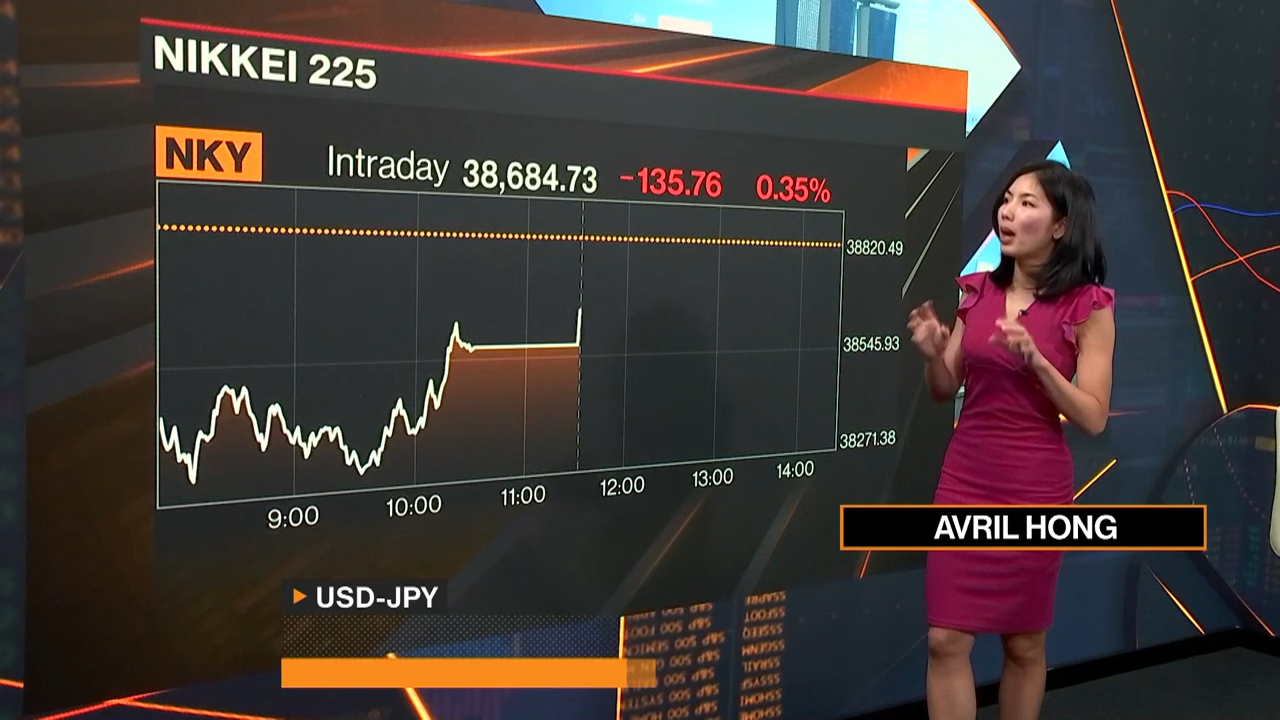 NIKKEI 225
NKY
Intraday 38,684.73 -135.76 0.35%
38820.49
38545.93
38271.38
9:00 10:00 11:00 12:00 13:00 14:00
AVRIL HONG
USD-JPY